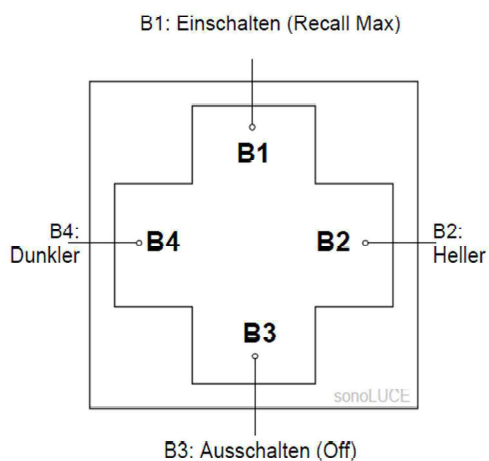 B1: Einschalten (Recall Max)
B1
B4:
Dunkler
B4
B2
B2:
Heller
B3
sonoLUCE
B3: Ausschalten (Off)